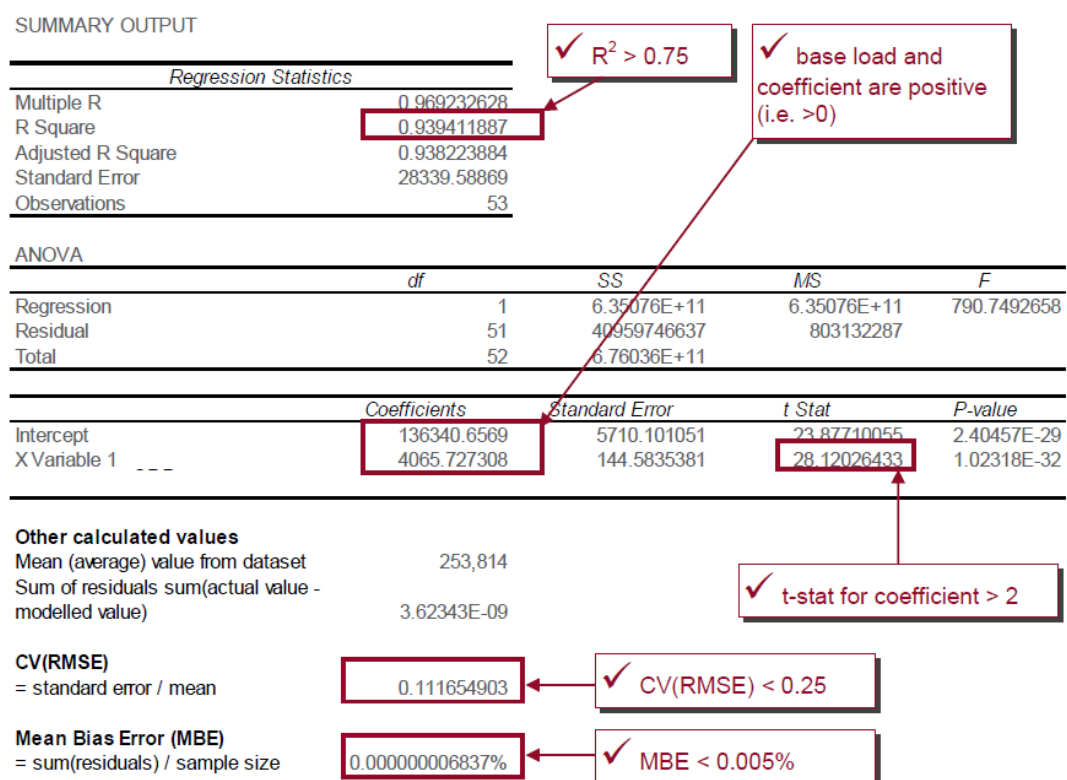 SUMMARY OUTPUT
✓ R² > 0.75
✓ base load and
coefficient are positive
(i.e. >0)
Regression Statistics
Multiple R 0.969232628
R Square 0.939411887
Adjusted R Square 0.938223884
Standard Error 28339.58869
Observations 53
ANOVA
df SS MS F
Regression 1 6.35076E+11 6.35076E+11 790.7492658
Residual 51 40959746637 803132287
Total 52 6.76036E+11
Coefficients Standard Error t Stat P-value
Intercept 136340.6569 5710.101051 23.87710055 2.40457E-29
X Variable 1 4065.727308 144.5835381 28.12026433 1.02318E-32
Other calculated values
Mean (average) value from dataset 253,814
Sum of residuals sum(actual value -
modelled value) 3.62343E-09
✓ t-stat for coefficient > 2
CV(RMSE)
= standard error / mean 0.111654903
✓ CV(RMSE) < 0.25
Mean Bias Error (MBE)
= sum(residuals) / sample size 0.000000006837%
✓ MBE < 0.005%